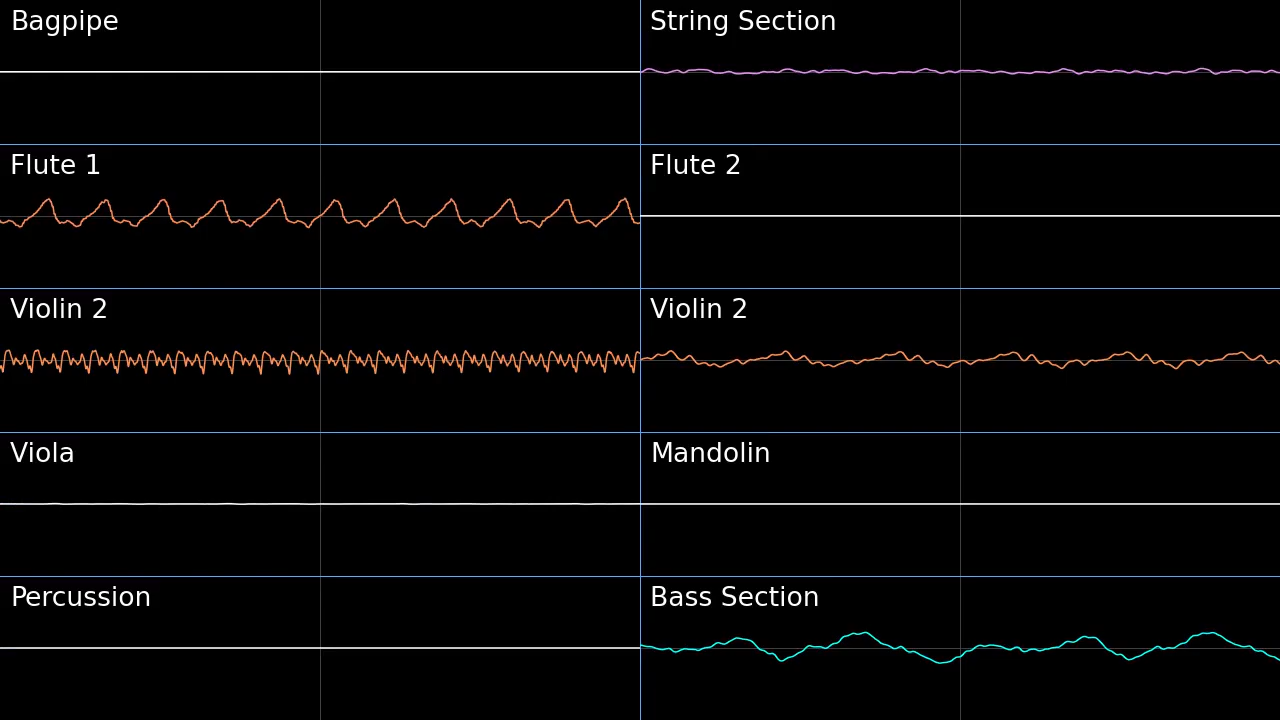 Bagpipe
String Section
Flute 1
Flute 2
Violin 2
Violin 2
Viola
Mandolin
Percussion
Bass Section